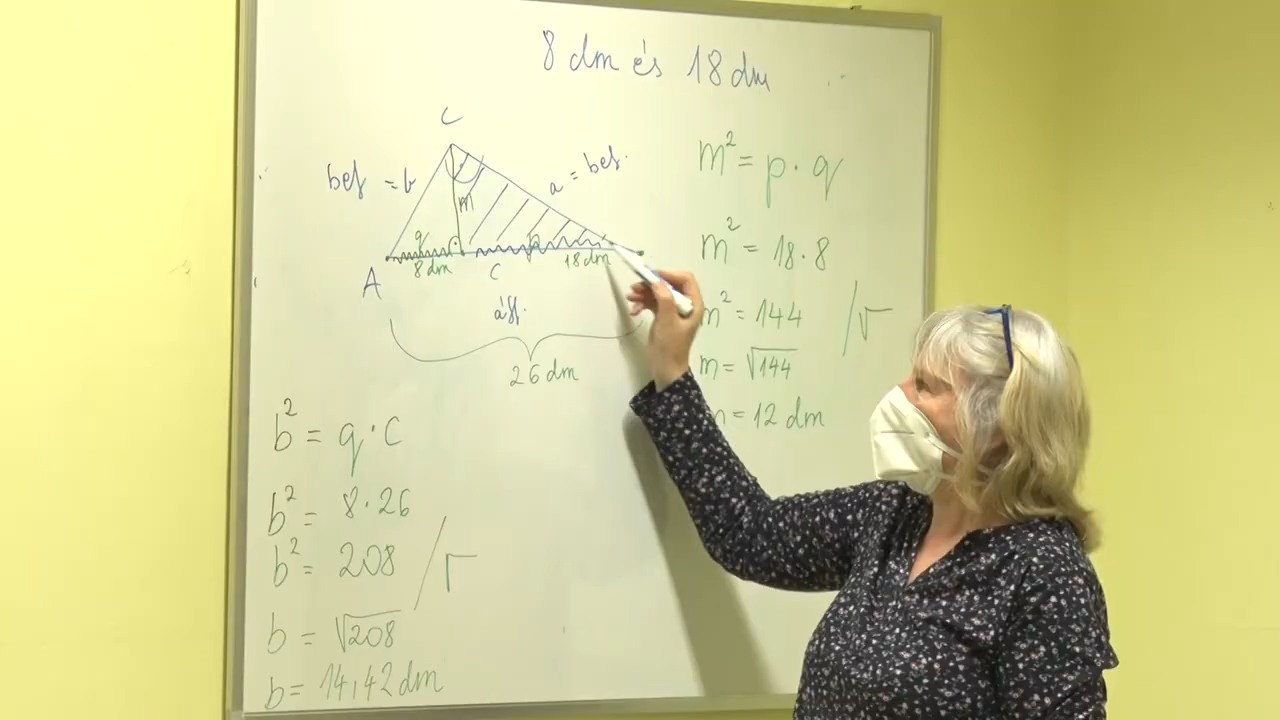 8 dm és 18 dm
C
bef = b
a = bef.
m
q
p
8 dm
C
18 dm
A
áf.
26 dm
m² = p · q
m² = 18 · 8
m² = 144 /√
m = √144
= 12 dm
b² = q · C
b² = 8 · 26
b² = 208 /√
b = √208
b = 14,42 dm